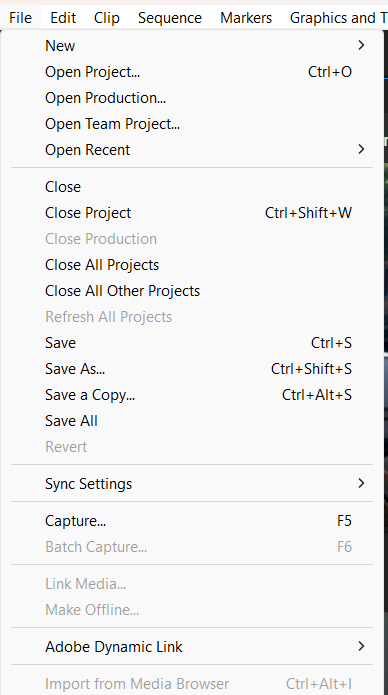 File Edit Clip Sequence Markers Graphics and T
New
Open Project... Ctrl+O
Open Production...
Open Team Project...
Open Recent
Close
Close Project Ctrl+Shift+W
Close Production
Close All Projects
Close All Other Projects
Refresh All Projects
Save Ctrl+S
Save As... Ctrl+Shift+S
Save a Copy... Ctrl+Alt+S
Save All
Revert
Sync Settings
Capture... F5
Batch Capture... F6
Link Media...
Make Offline...
Adobe Dynamic Link
Import from Media Browser Ctrl+Alt+I